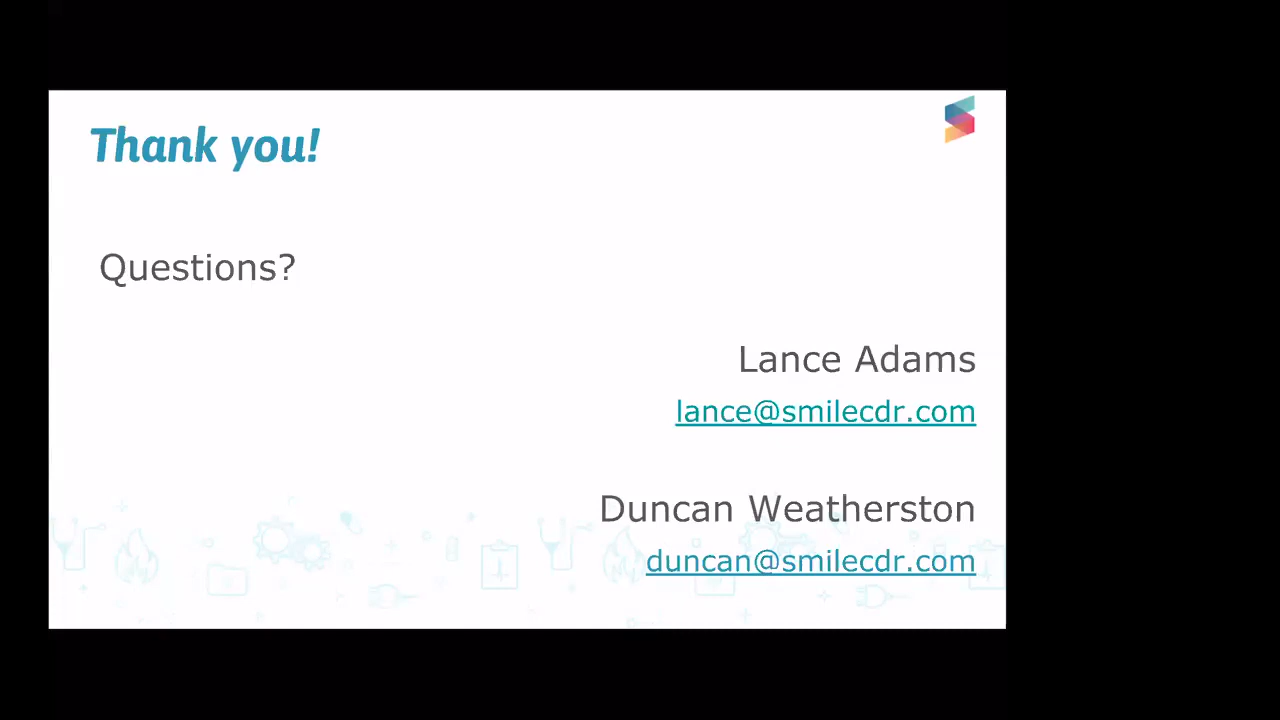 Thank you!
Questions?
Lance Adams
lance@smilecdr.com
Duncan Weatherston
duncan@smilecdr.com